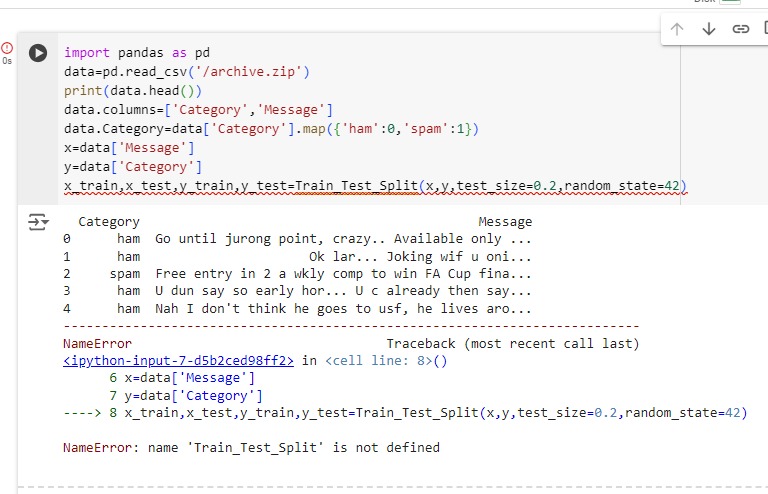 0s
import pandas as pd
data=pd.read_csv('/archive.zip')
print(data.head())
data.columns=['Category','Message']
data.Category=data['Category'].map({'ham':0,'spam':1})
x=data['Message']
y=data['Category']
x_train,x_test,y_train,y_test=Train_Test_Split(x,y,test_size=0.2,random_state=42)
Category Message
0 ham Go until jurong point, crazy.. Available only ...
1 ham Ok lar... Joking wif u oni...
2 spam Free entry in 2 a wkly comp to win FA Cup fina...
3 ham U dun say so early hor... U c already then say...
4 ham Nah I don't think he goes to usf, he lives aro...
---------------------------------------------------------------------------
NameError Traceback (most recent call last)
<ipython-input-7-d5b2ced98ff2> in <cell line: 8>()
6 x=data['Message']
7 y=data['Category']
----> 8 x_train,x_test,y_train,y_test=Train_Test_Split(x,y,test_size=0.2,random_state=42)
NameError: name 'Train_Test_Split' is not defined